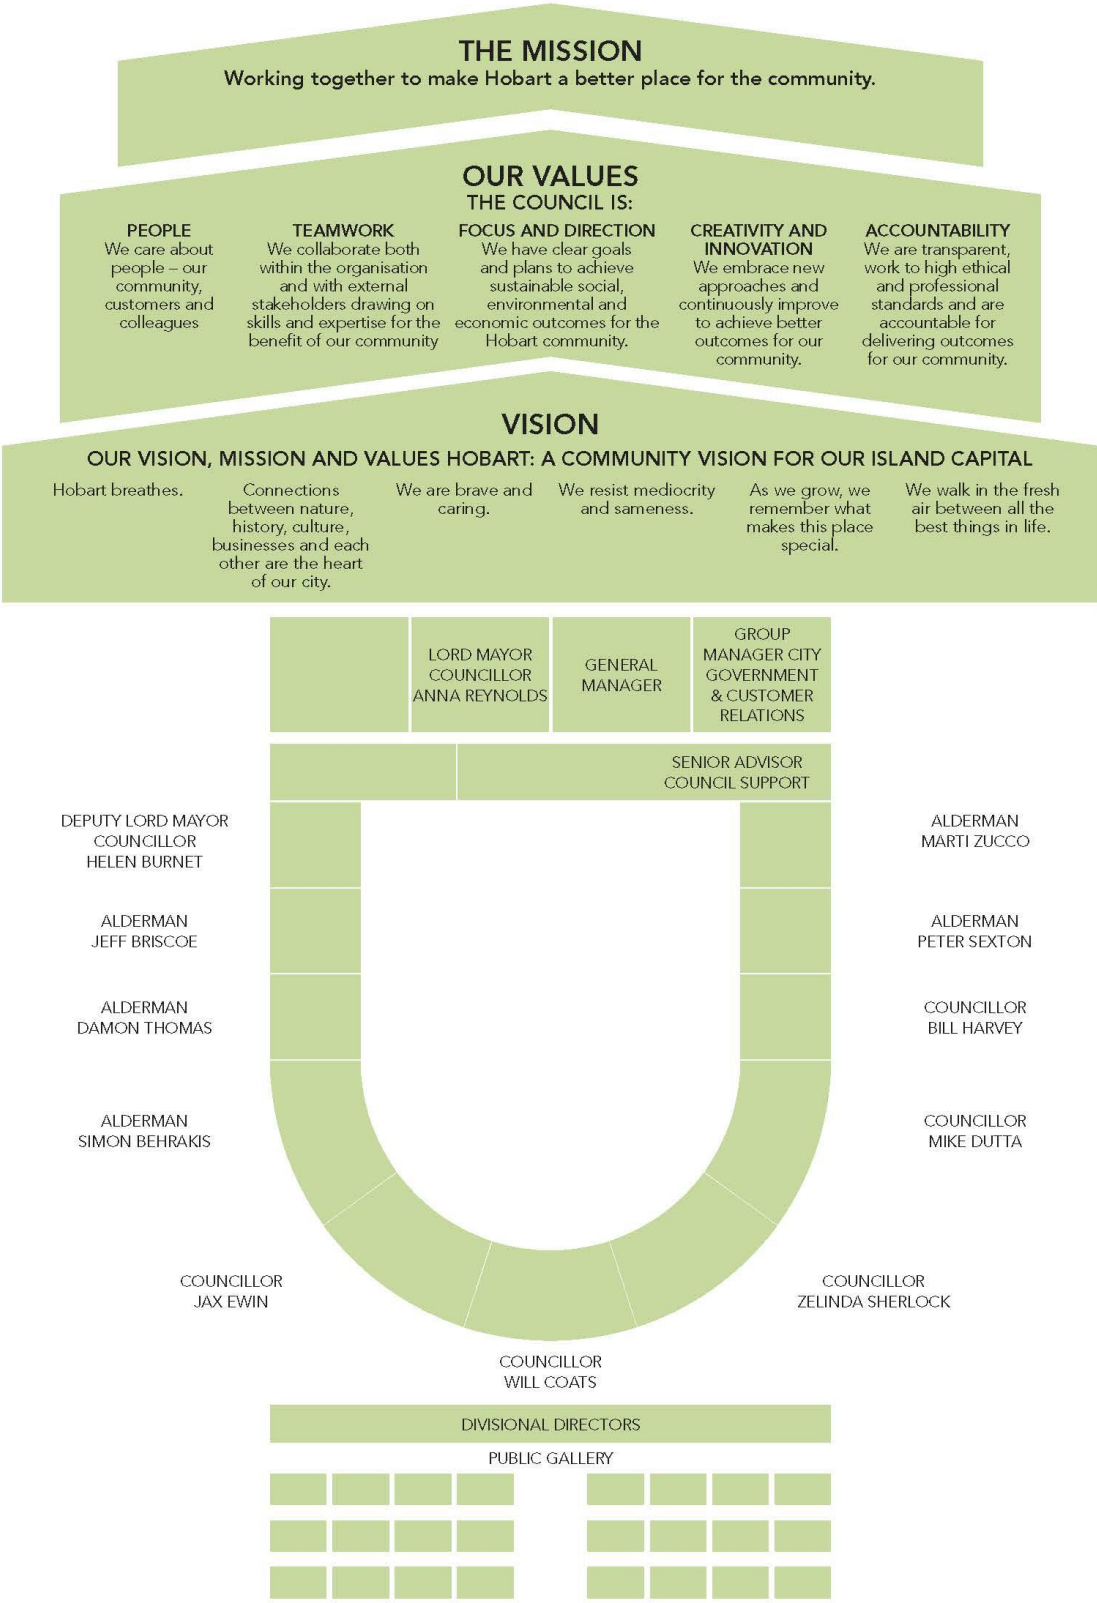 THE MISSION
Working together to make Hobart a better place for the community.
OUR VALUES
THE COUNCIL IS:
PEOPLE
We care about
people – our
community,
customers and
colleagues
TEAMWORK
We collaborate both
within the organisation
and with external
stakeholders drawing on
skills and expertise for the
benefit of our community
FOCUS AND DIRECTION
We have clear goals
and plans to achieve
sustainable social,
environmental and
economic outcomes for the
Hobart community.
CREATIVITY AND
INNOVATION
We embrace new
approaches and
continuously improve
to achieve better
outcomes for our
community.
ACCOUNTABILITY
We are transparent,
work to high ethical
and professional
standards and are
accountable for
delivering outcomes
for our community.
VISION
OUR VISION, MISSION AND VALUES HOBART: A COMMUNITY VISION FOR OUR ISLAND CAPITAL
Hobart breathes.
Connections
between nature,
history, culture,
businesses and each
other are the heart
of our city.
We are brave and
caring.
We resist mediocrity
and sameness.
As we grow, we
remember what
makes this place
special.
We walk in the fresh
air between all the
best things in life.
LORD MAYOR
COUNCILLOR
ANNA REYNOLDS
GENERAL
MANAGER
GROUP
MANAGER CITY
GOVERNMENT
& CUSTOMER
RELATIONS
SENIOR ADVISOR
COUNCIL SUPPORT
DEPUTY LORD MAYOR
COUNCILLOR
HELEN BURNET
ALDERMAN
MARTI ZUCCO
ALDERMAN
JEFF BRISCOE
ALDERMAN
PETER SEXTON
ALDERMAN
DAMON THOMAS
COUNCILLOR
BILL HARVEY
ALDERMAN
SIMON BEHRAKIS
COUNCILLOR
MIKE DUTTA
COUNCILLOR
JAX EWIN
COUNCILLOR
ZELINDA SHERLOCK
COUNCILLOR
WILL COATS
DIVISIONAL DIRECTORS
PUBLIC GALLERY